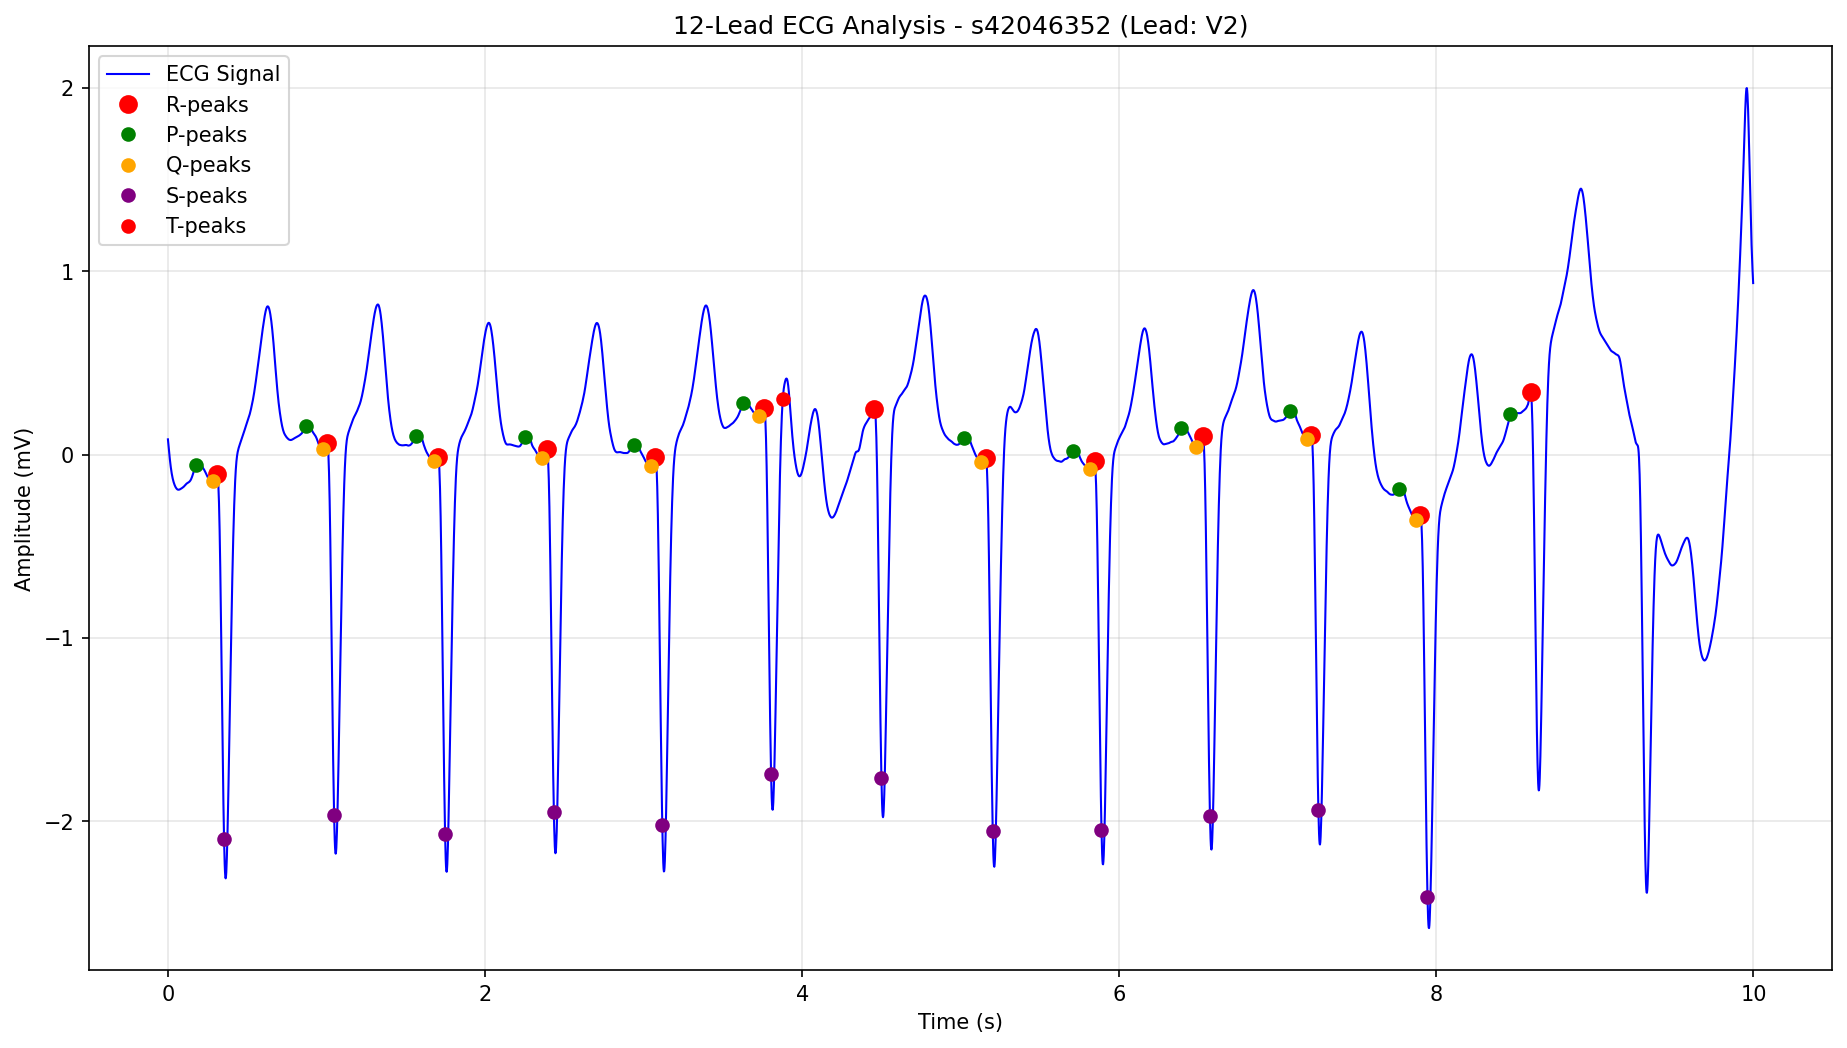 12-Lead ECG Analysis - s42046352 (Lead: V2)
ECG Signal
R-peaks
P-peaks
Q-peaks
S-peaks
T-peaks
Amplitude (mV)
2
1
0
−1
−2
0 2 4 6 8 10
Time (s)